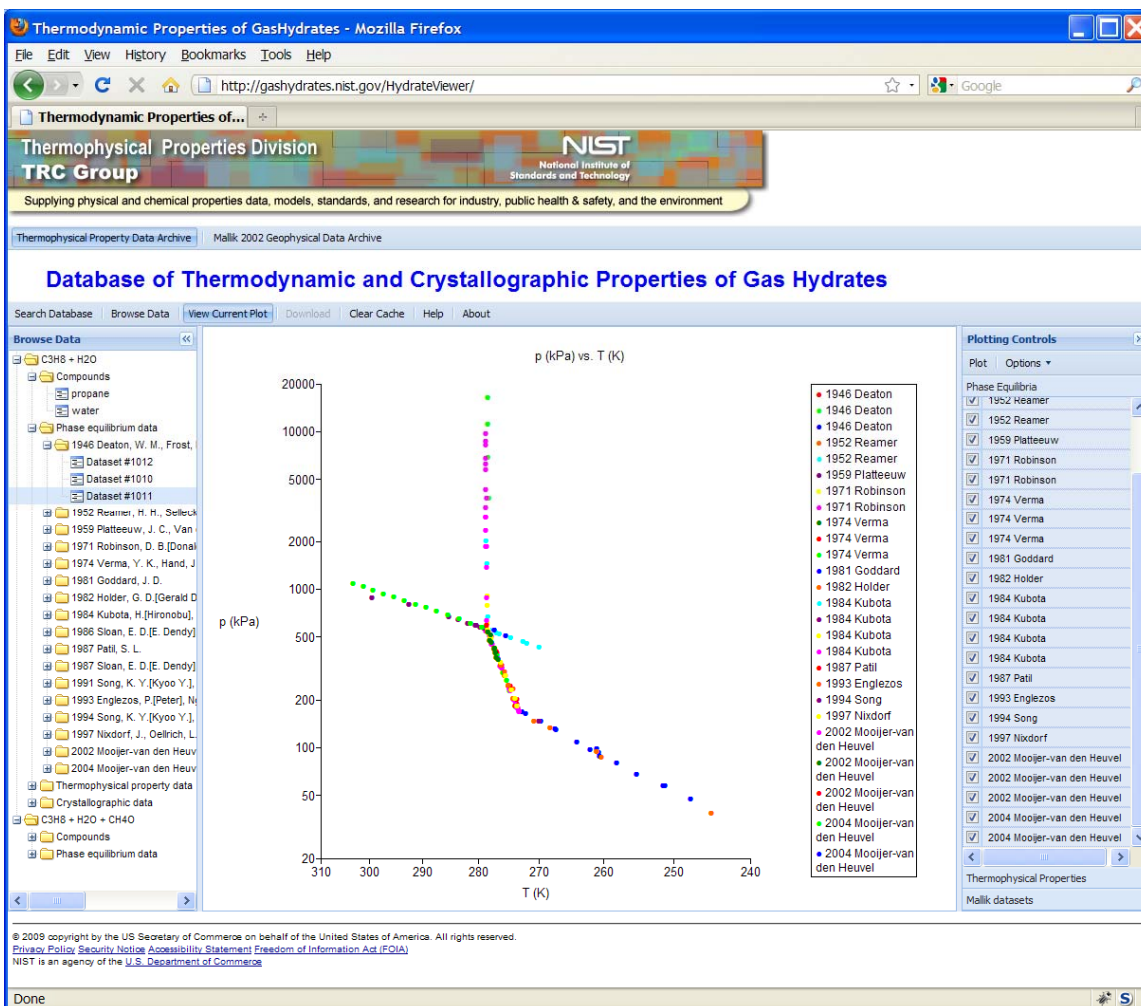 Thermodynamic Properties of GasHydrates - Mozilla Firefox
File Edit View History Bookmarks Tools Help
http://gashydrates.nist.gov/HydrateViewer/
Google
Thermodynamic Properties of...
Thermophysical Properties Division
TRC Group
NIST
National Institute of
Standards and Technology
Supplying physical and chemical properties data, models, standards, and research for industry, public health & safety, and the environment
Thermophysical Property Data Archive Mallik 2002 Geophysical Data Archive
Database of Thermodynamic and Crystallographic Properties of Gas Hydrates
Search Database Browse Data View Current Plot Download Clear Cache Help About
Browse Data
C3H8 + H2O
Compounds
propane
water
Phase equilibrium data
1946 Deaton, W. M., Frost,
Dataset #1012
Dataset #1010
Dataset #1011
1952 Reamer, H. H., Selleck
1959 Platteeuw, J. C., Van
1971 Robinson, D. B.[Donal
1974 Verma, Y. K., Hand, J
1981 Goddard, J. D.
1982 Holder, G. D.[Gerald D
1984 Kubota, H.[Hironobu],
1986 Sloan, E. D.[E. Dendy]
1987 Patil, S. L.
1987 Sloan, E. D.[E. Dendy]
1991 Song, K. Y.[Kyoo Y.],
1993 Englezos, P.[Peter], N
1994 Song, K. Y.[Kyoo Y.],
1997 Nixdorf, J., Oellrich, L.
2002 Mooijer-van den Heuv
2004 Mooijer-van den Heuv
Thermophysical property data
Crystallographic data
C3H8 + H2O + CH4O
Compounds
Phase equilibrium data
p (kPa) vs. T (K)
20000
10000
5000
2000
1000
p (kPa)
500
200
100
50
20
310 300 290 280 270 260 250 240
T (K)
1946 Deaton
1946 Deaton
1946 Deaton
1952 Reamer
1952 Reamer
1959 Platteeuw
1971 Robinson
1971 Robinson
1974 Verma
1974 Verma
1974 Verma
1981 Goddard
1982 Holder
1984 Kubota
1984 Kubota
1984 Kubota
1984 Kubota
1987 Patil
1993 Englezos
1994 Song
1997 Nixdorf
2002 Mooijer-van
den Heuvel
2002 Mooijer-van
den Heuvel
2002 Mooijer-van
den Heuvel
2004 Mooijer-van
den Heuvel
2004 Mooijer-van
den Heuvel
Plotting Controls
Plot Options
Phase Equilibria
1952 Reamer
1952 Reamer
1959 Platteeuw
1971 Robinson
1971 Robinson
1974 Verma
1974 Verma
1974 Verma
1981 Goddard
1982 Holder
1984 Kubota
1984 Kubota
1984 Kubota
1984 Kubota
1987 Patil
1993 Englezos
1994 Song
1997 Nixdorf
2002 Mooijer-van den Heuvel
2002 Mooijer-van den Heuvel
2002 Mooijer-van den Heuvel
2004 Mooijer-van den Heuvel
2004 Mooijer-van den Heuvel
Thermophysical Properties
Mallik datasets
© 2009 copyright by the US Secretary of Commerce on behalf of the United States of America. All rights reserved.
Privacy Policy Security Notice Accessibility Statement Freedom of Information Act (FOIA)
NIST is an agency of the U.S. Department of Commerce
Done